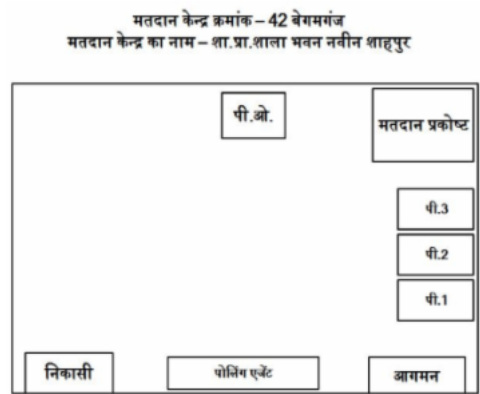 मतदान केन्द्र क्रमांक – 42 बेगमगंज
मतदान केन्द्र का नाम – शा.प्रा.शाला भवन नवीन शाहपुर
पी.ओ.
मतदान प्रकोष्ट
पी.3
पी.2
पी.1
निकासी
पोलिंग एजेंट
आगमन